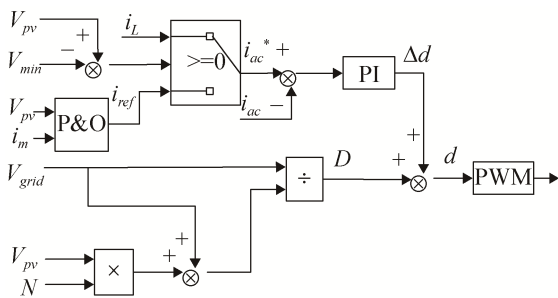 V_pv
+
−
V_min
i_L
>=0
i_ac* +
i_ac −
PI
Δd
V_pv
i_m
P&O
i_ref
V_grid
÷
D
+
+
d
PWM
V_pv
N
×
+
+